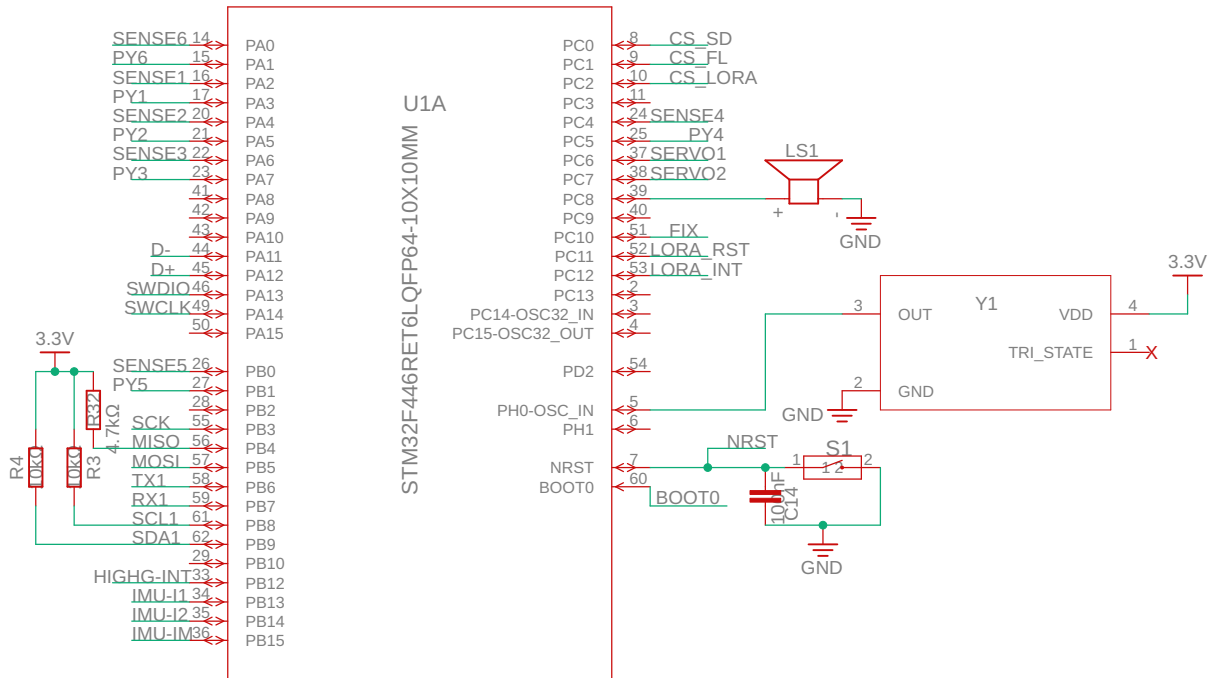 SENSE6 14 PA0
PY6 15 PA1
SENSE1 16 PA2
PY1 17 PA3
SENSE2 20 PA4
PY2 21 PA5
SENSE3 22 PA6
PY3 23 PA7
41 PA8
42 PA9
43 PA10
D- 44 PA11
D+ 45 PA12
SWDIO 46 PA13
SWCLK 49 PA14
50 PA15
3.3V
SENSE5 26 PB0
PY5 27 PB1
28 PB2
SCK 55 PB3
MISO 56 PB4
MOSI 57 PB5
TX1 58 PB6
RX1 59 PB7
SCL1 61 PB8
SDA1 62 PB9
29 PB10
HIGHG-INT 33 PB12
IMU-I1 34 PB13
IMU-I2 35 PB14
IMU-IM 36 PB15
R32
4.7kΩ
R4
10kΩ
10kΩ
R3
U1A
STM32F446RET6LQFP64-10X10MM
PC0 8 CS_SD
PC1 9 CS_FL
PC2 10 CS_LORA
PC3 11
PC4 24 SENSE4
PC5 25 PY4
PC6 37 SERVO1
PC7 38 SERVO2
PC8 39
PC9 40
PC10 51 FIX
PC11 52 LORA_RST
PC12 53 LORA_INT
PC13 2
PC14-OSC32_IN 3
PC15-OSC32_OUT 4
PD2 54
PH0-OSC_IN 5
PH1 6
NRST 7
BOOT0 60
NRST
BOOT0
LS1
+ -
GND
3.3V
Y1
3 OUT
VDD 4
TRI_STATE 1
2 GND
GND
S1
1 1 2 2
100nF
C14
GND